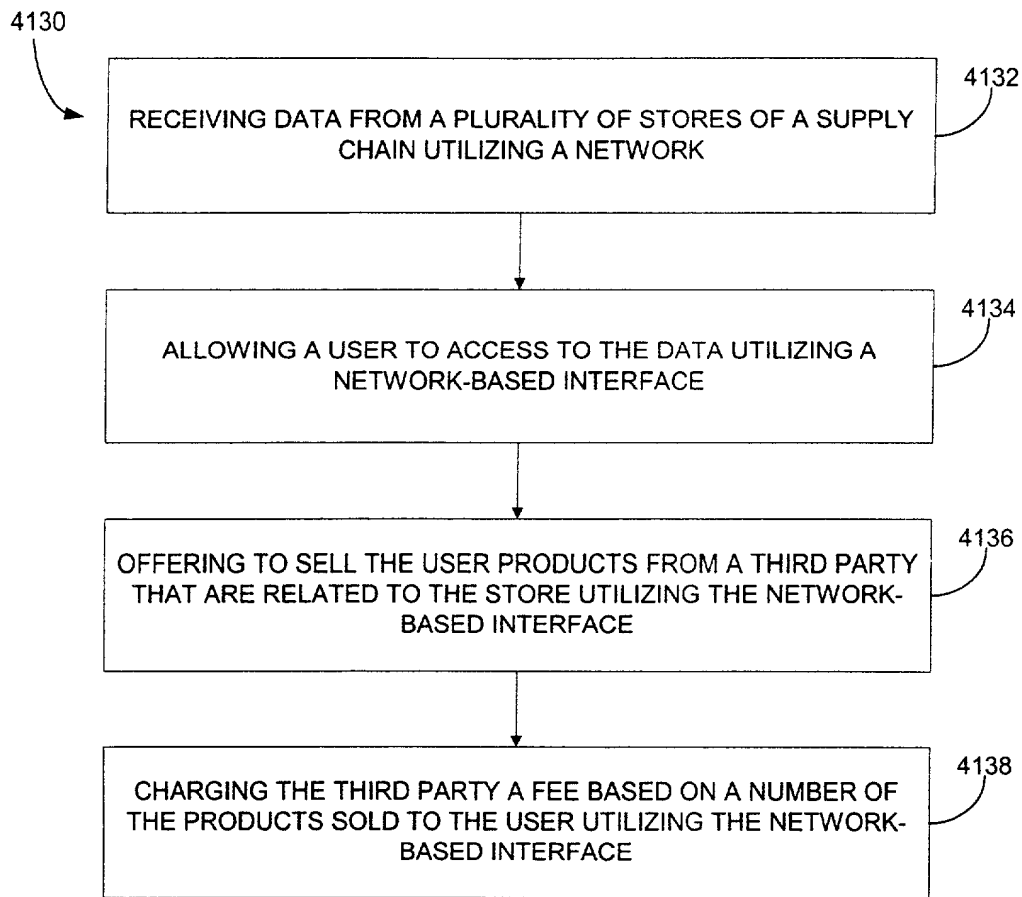 4130
4132
RECEIVING DATA FROM A PLURALITY OF STORES OF A SUPPLY
CHAIN UTILIZING A NETWORK
4134
ALLOWING A USER TO ACCESS TO THE DATA UTILIZING A
NETWORK-BASED INTERFACE
4136
OFFERING TO SELL THE USER PRODUCTS FROM A THIRD PARTY
THAT ARE RELATED TO THE STORE UTILIZING THE NETWORK-
BASED INTERFACE
4138
CHARGING THE THIRD PARTY A FEE BASED ON A NUMBER OF
THE PRODUCTS SOLD TO THE USER UTILIZING THE NETWORK-
BASED INTERFACE